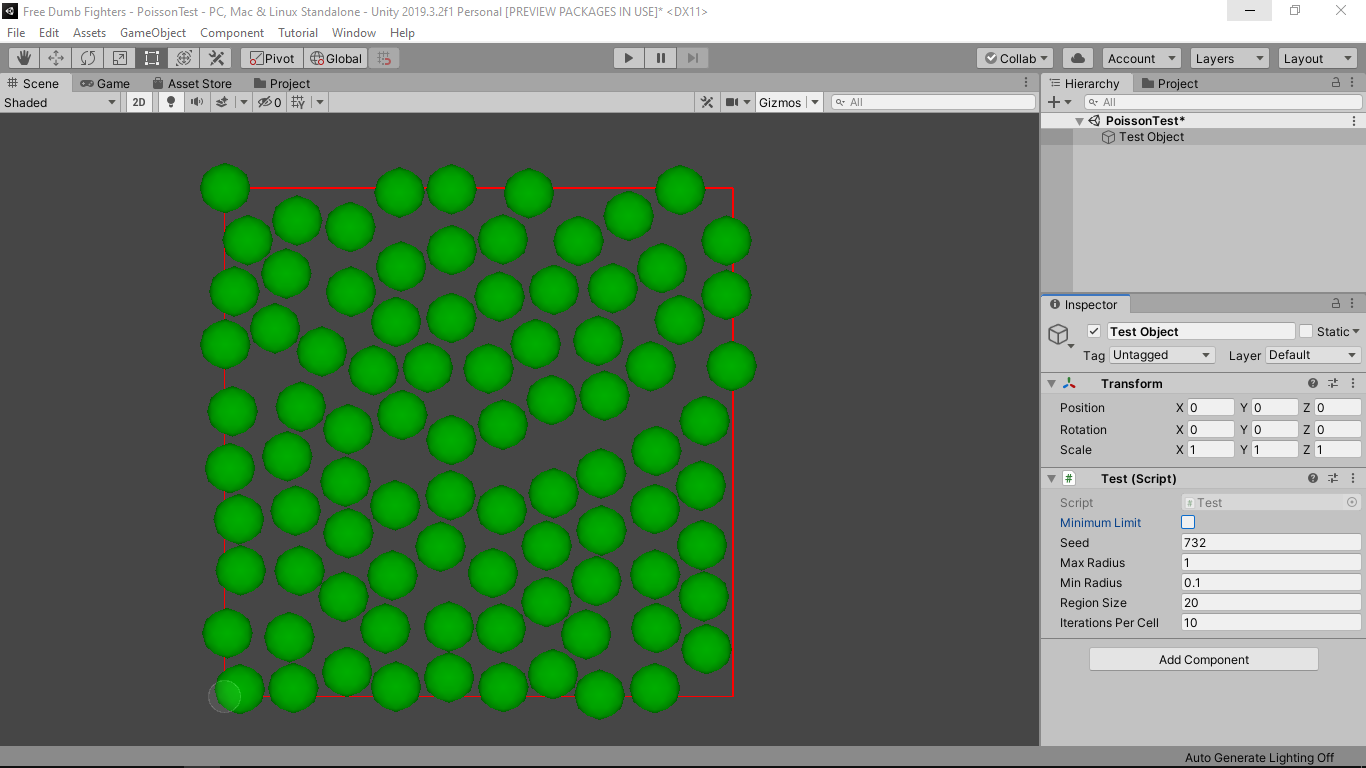 Free Dumb Fighters - PoissonTest - PC, Mac & Linux Standalone - Unity 2019.3.2f1 Personal [PREVIEW PACKAGES IN USE]* <DX11>
File Edit Assets GameObject Component Tutorial Window Help
Pivot Global Collab Account Layers Layout
Scene Game Asset Store Project
Shaded 2D 0 Gizmos All
Hierarchy Project
All
PoissonTest*
Test Object
Inspector
Test Object Static
Tag Untagged Layer Default
Transform
Position X 0 Y 0 Z 0
Rotation X 0 Y 0 Z 0
Scale X 1 Y 1 Z 1
# Test (Script)
Script # Test
Minimum Limit
Seed 732
Max Radius 1
Min Radius 0.1
Region Size 20
Iterations Per Cell 10
Add Component
Auto Generate Lighting Off